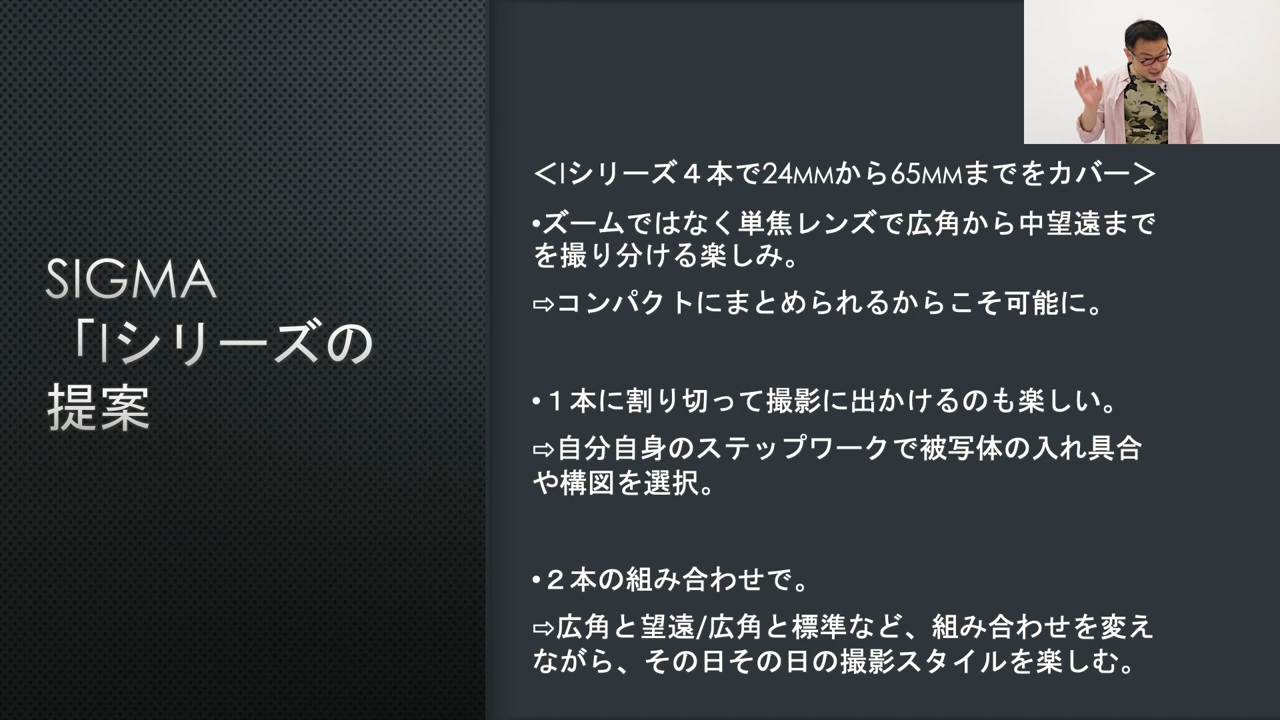 SIGMA
「Iシリーズの
提案
＜Iシリーズ４本で24MMから65MMまでをカバー＞
•ズームではなく単焦レンズで広角から中望遠まで
を撮り分ける楽しみ。
⇨コンパクトにまとめられるからこそ可能に。
•１本に割り切って撮影に出かけるのも楽しい。
⇨自分自身のステップワークで被写体の入れ具合
や構図を選択。
•２本の組み合わせで。
⇨広角と望遠/広角と標準など、組み合わせを変え
ながら、その日その日の撮影スタイルを楽しむ。